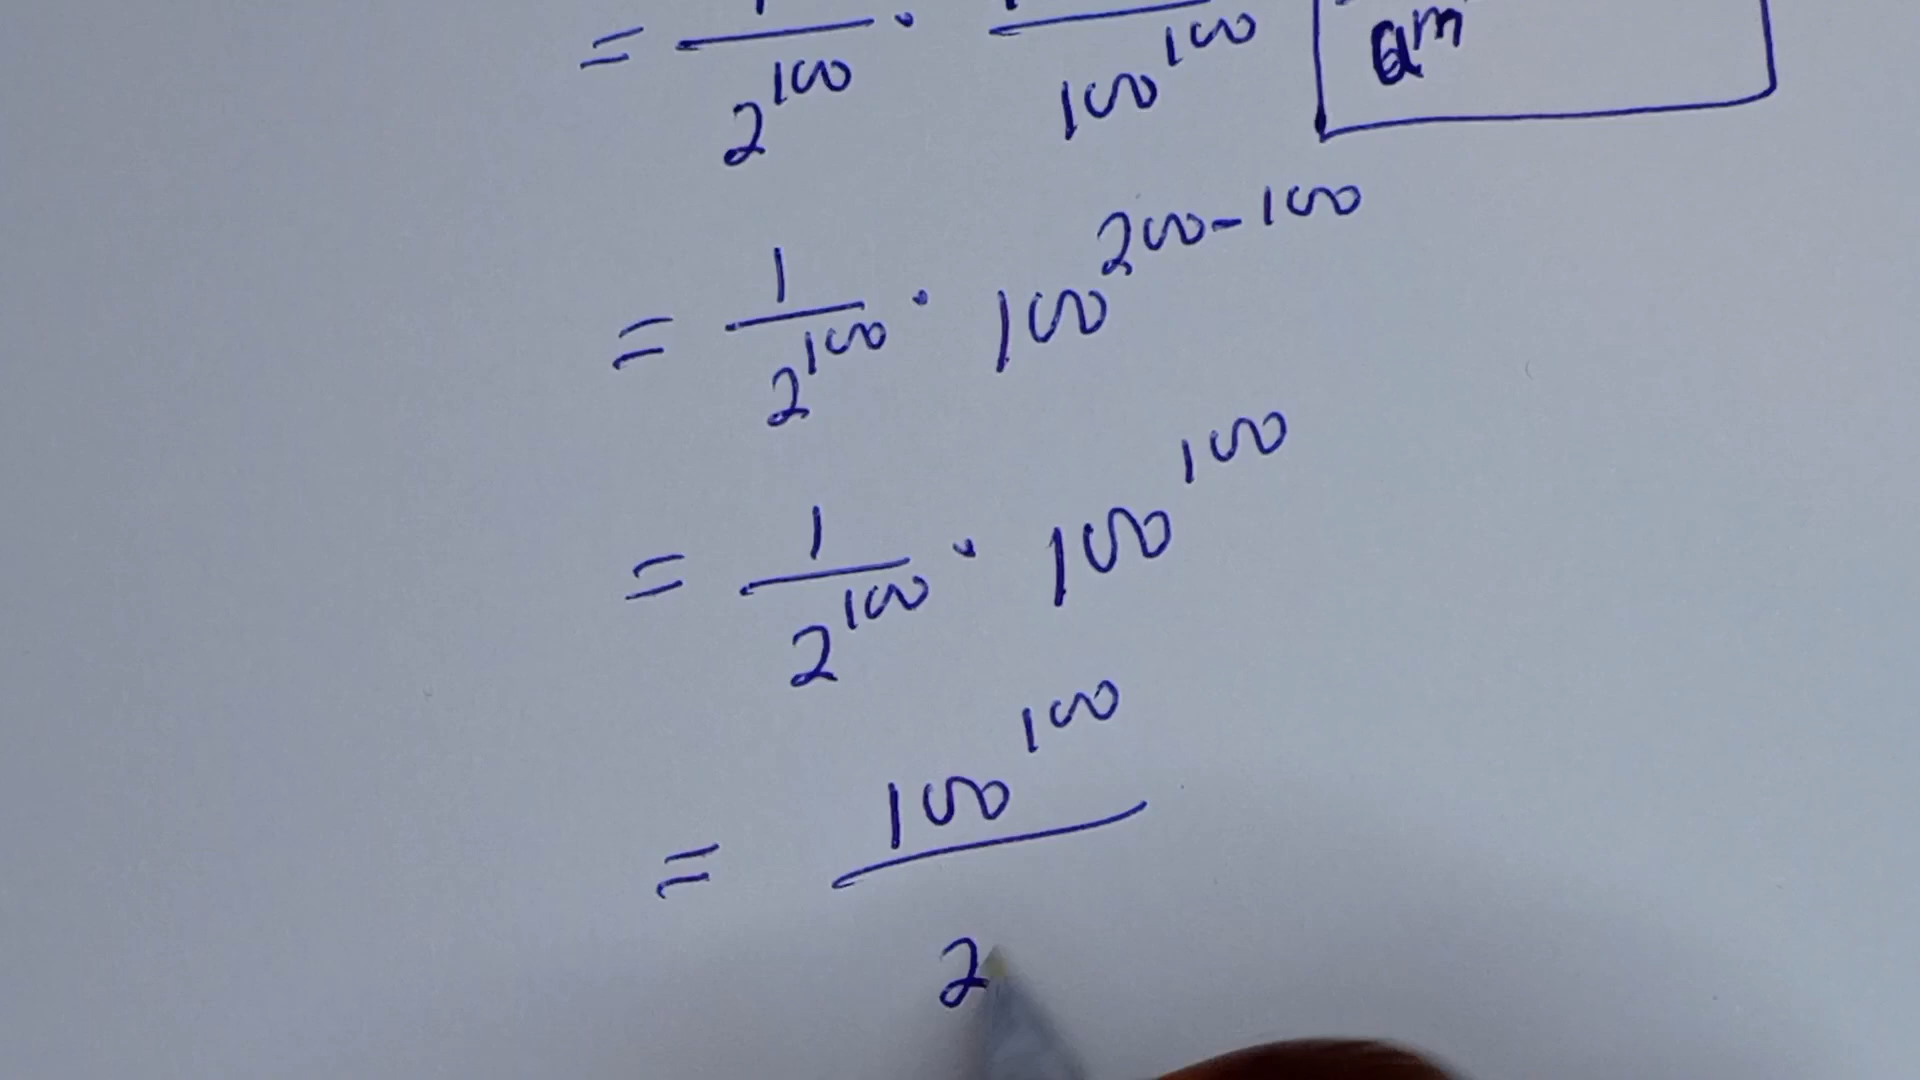 = 1/2^100 · 1/100^100
a^m
= 1/2^100 · 100^200-100
= 1/2^100 · 100^100
= 100^100/2